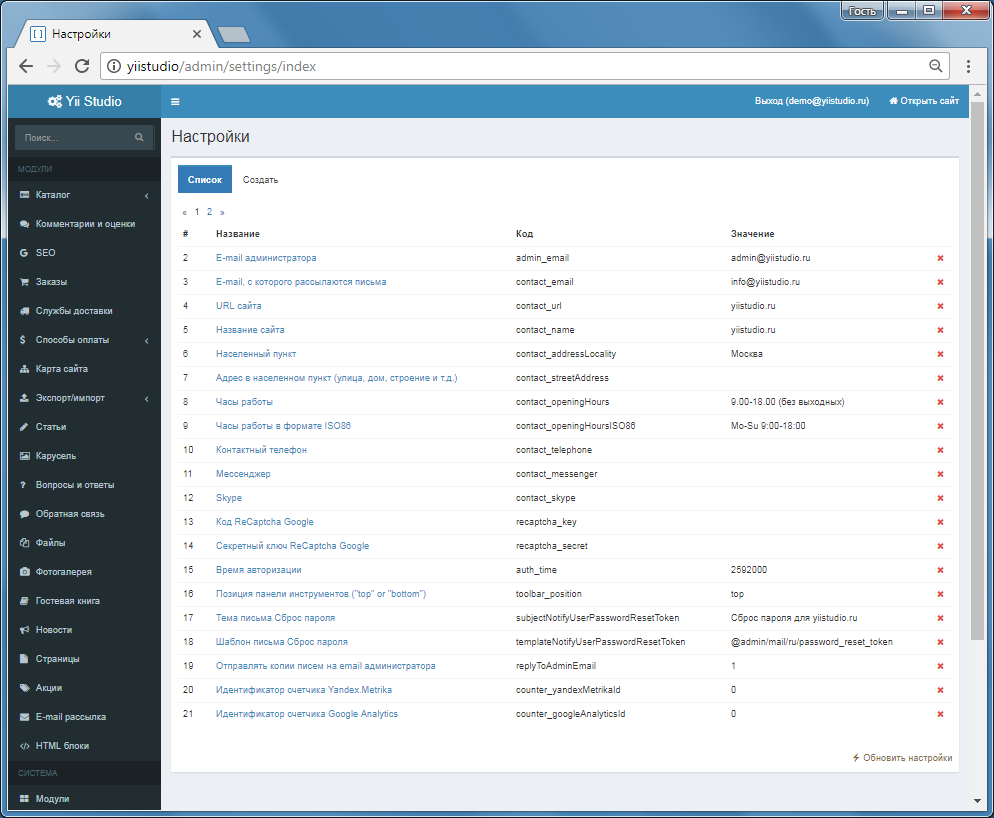 Гость
Настройки
yiistudio/admin/settings/index
Yii Studio
Выход (demo@yiistudio.ru) Открыть сайт
Поиск...
МОДУЛИ
Каталог
Комментарии и оценки
SEO
Заказы
Службы доставки
Способы оплаты
Карта сайта
Экспорт/импорт
Статьи
Карусель
Вопросы и ответы
Обратная связь
Файлы
Фотогалерея
Гостевая книга
Новости
Страницы
Акции
E-mail рассылка
HTML блоки
СИСТЕМА
Модули
Настройки
Список Создать
« 1 2 »
# Название Код Значение
2 E-mail администратора admin_email admin@yiistudio.ru
3 E-mail, с которого рассылаются письма contact_email info@yiistudio.ru
4 URL сайта contact_url yiistudio.ru
5 Название сайта contact_name yiistudio.ru
6 Населенный пункт contact_addressLocality Москва
7 Адрес в населенном пункт (улица, дом, строение и т.д.) contact_streetAddress
8 Часы работы contact_openingHours 9.00-18.00 (без выходных)
9 Часы работы в формате ISO86 contact_openingHoursISO86 Mo-Su 9:00-18:00
10 Контактный телефон contact_telephone
11 Мессенджер contact_messenger
12 Skype contact_skype
13 Код ReCaptcha Google recaptcha_key
14 Секретный ключ ReCaptcha Google recaptcha_secret
15 Время авторизации auth_time 2592000
16 Позиция панели инструментов ("top" or "bottom") toolbar_position top
17 Тема письма Сброс пароля subjectNotifyUserPasswordResetToken Сброс пароля для yiistudio.ru
18 Шаблон письма Сброс пароля templateNotifyUserPasswordResetToken @admin/mail/ru/password_reset_token
19 Отправлять копии писем на email администратора replyToAdminEmail 1
20 Идентификатор счетчика Yandex.Metrika counter_yandexMetrikaId 0
21 Идентификатор счетчика Google Analytics counter_googleAnalyticsId 0
Обновить настройки